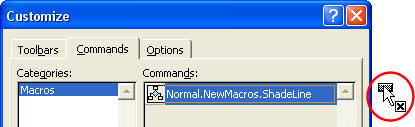 Customize
Toolbars Commands Options
Categories: Commands:
Macros Normal.NewMacros.ShadeLine